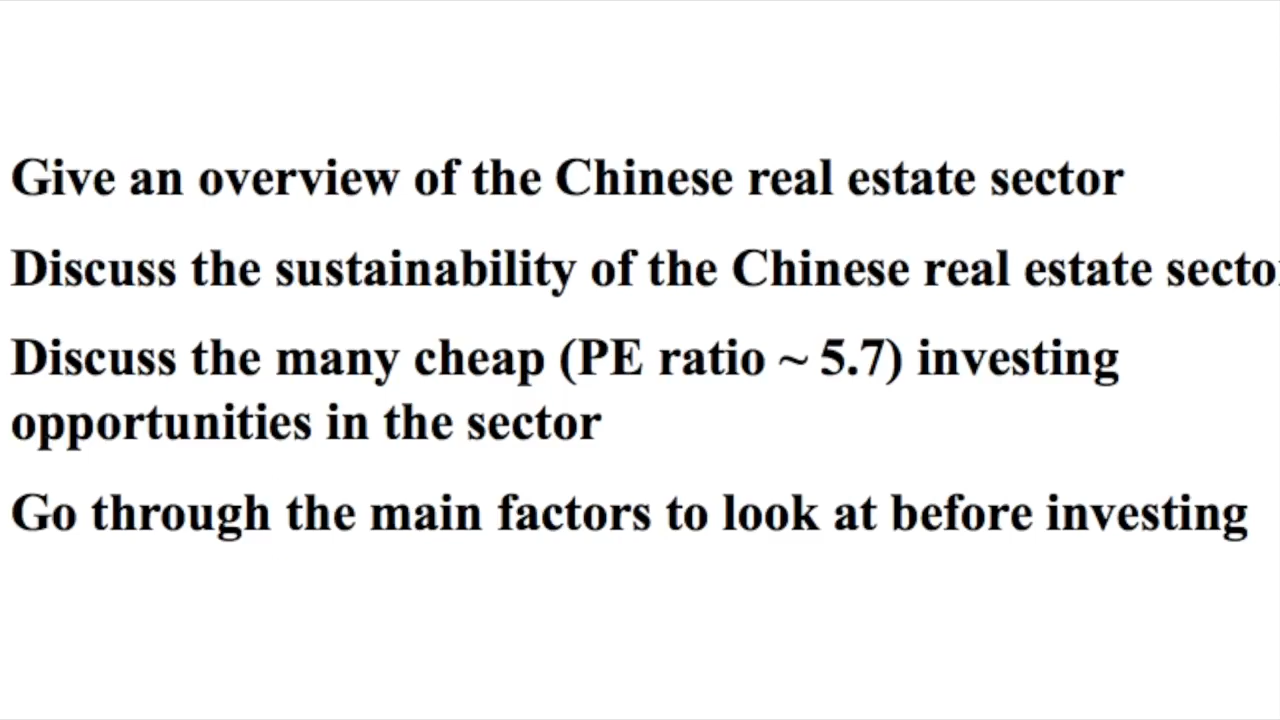 Give an overview of the Chinese real estate sector
Discuss the sustainability of the Chinese real estate sector
Discuss the many cheap (PE ratio ~ 5.7) investing
opportunities in the sector
Go through the main factors to look at before investing